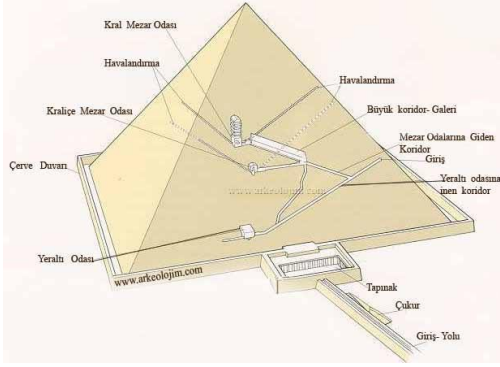 Kral Mezar Odası
Havalandırma
Havalandırma
Kraliçe Mezar Odası
Büyük koridor- Galeri
Mezar Odalarına Giden
Koridor
Giriş
Çerve Duvarı
Yeraltı odasına
inen koridor
www.arkeolojim.com
Yeraltı Odası
www.arkeolojim.com
Tapınak
Çukur
Giriş- Yolu